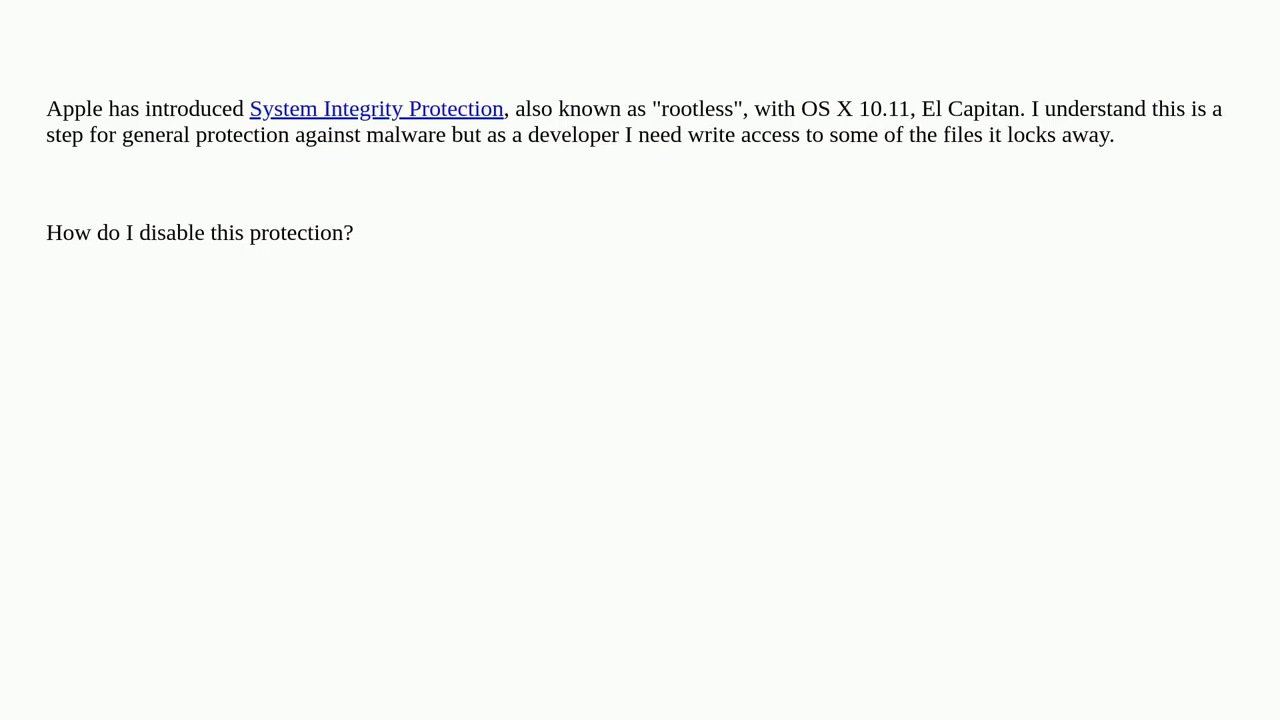 Apple has introduced System Integrity Protection, also known as "rootless", with OS X 10.11, El Capitan. I understand this is a
step for general protection against malware but as a developer I need write access to some of the files it locks away.
How do I disable this protection?